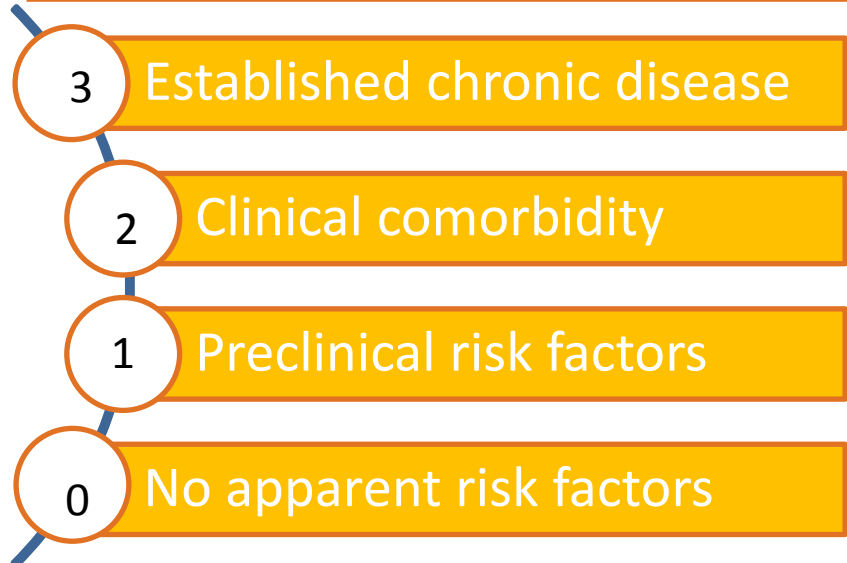 3 Established chronic disease
2 Clinical comorbidity
1 Preclinical risk factors
0 No apparent risk factors